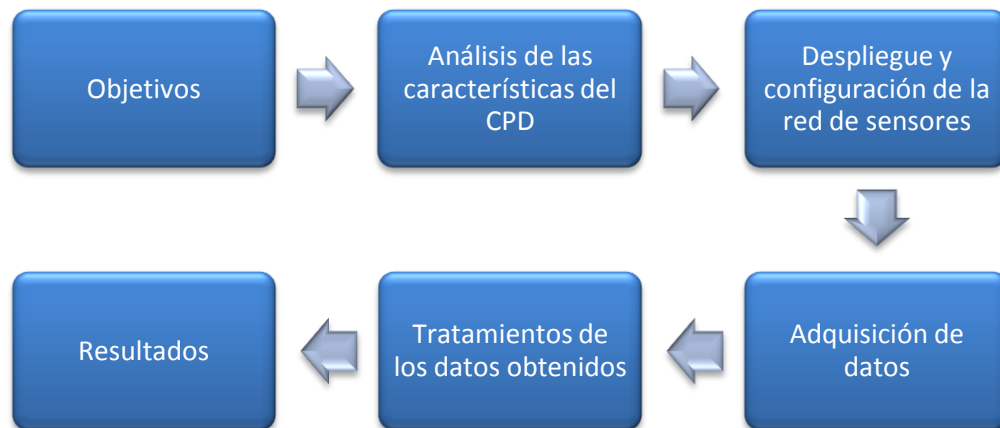 Objetivos
Análisis de las
características del
CPD
Despliegue y
configuración de la
red de sensores
Adquisición de
datos
Tratamientos de
los datos obtenidos
Resultados